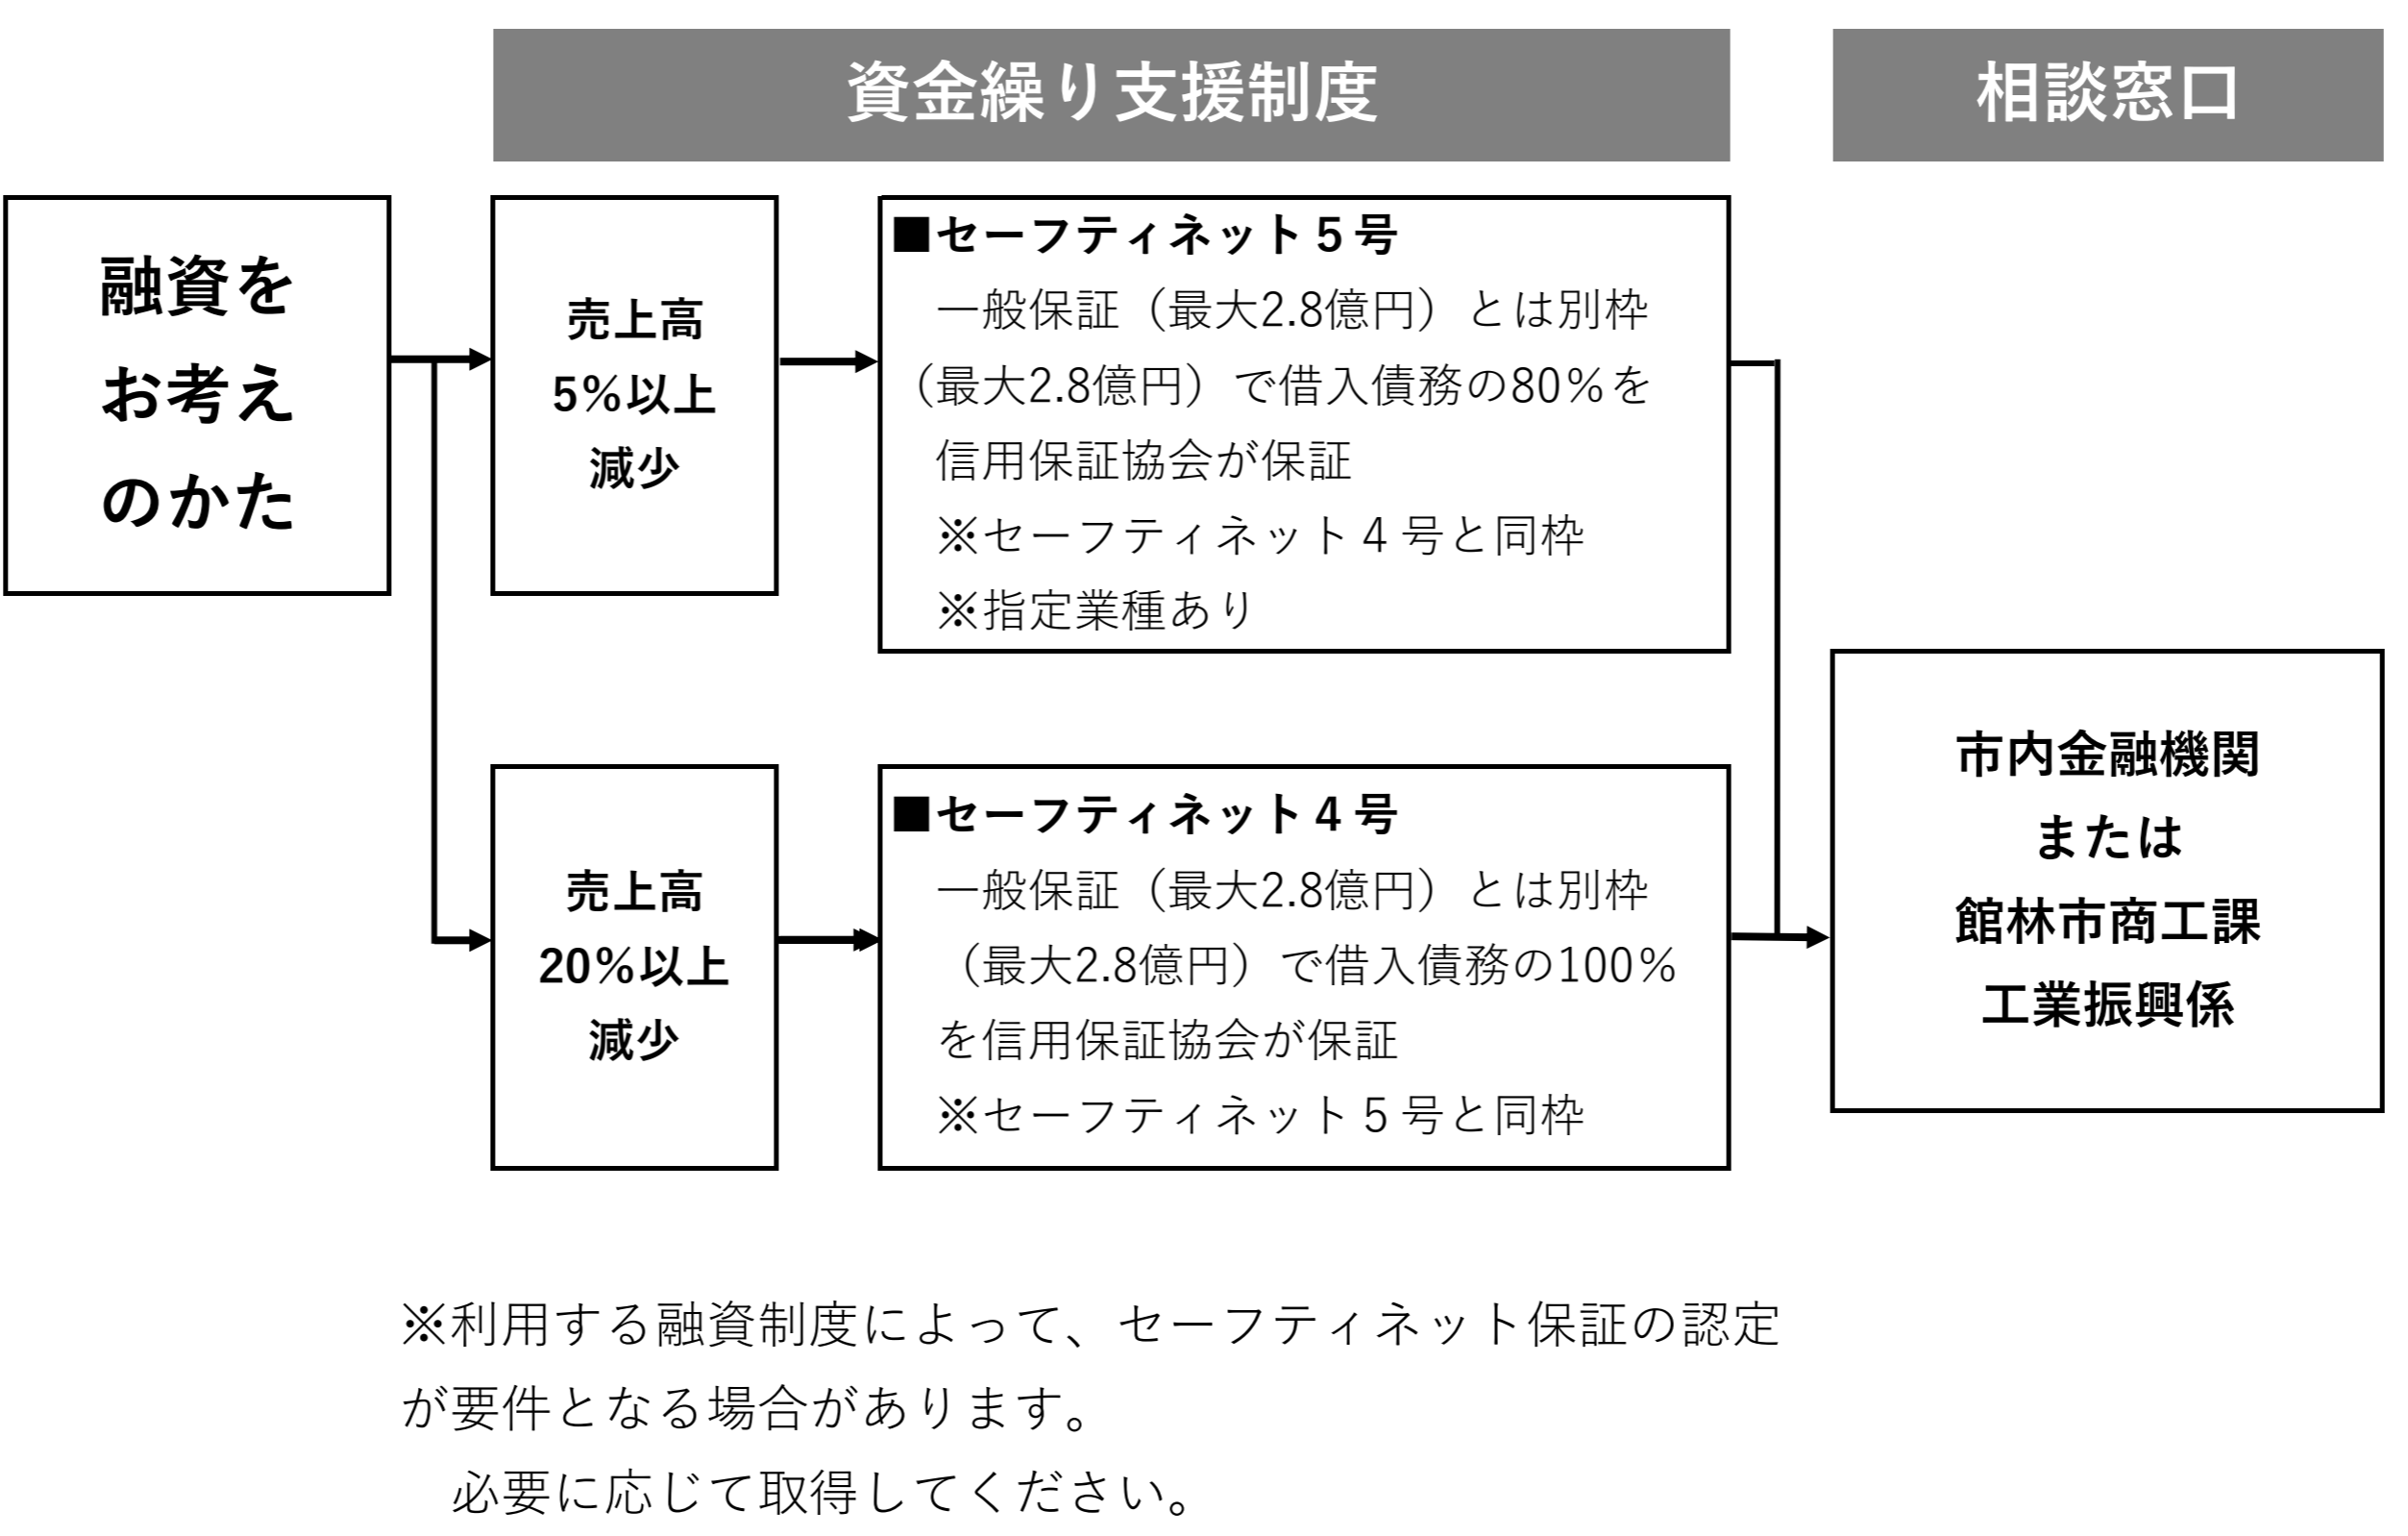 資金繰り支援制度
相談窓口
融資を
お考え
のかた
売上高
5%以上
減少
■セーフティネット５号
一般保証（最大2.8億円）とは別枠
（最大2.8億円）で借入債務の80％を
信用保証協会が保証
※セーフティネット４号と同枠
※指定業種あり
売上高
20%以上
減少
■セーフティネット４号
一般保証（最大2.8億円）とは別枠
（最大2.8億円）で借入債務の100％
を信用保証協会が保証
※セーフティネット５号と同枠
市内金融機関
または
館林市商工課
工業振興係
※利用する融資制度によって、セーフティネット保証の認定
が要件となる場合があります。
必要に応じて取得してください。